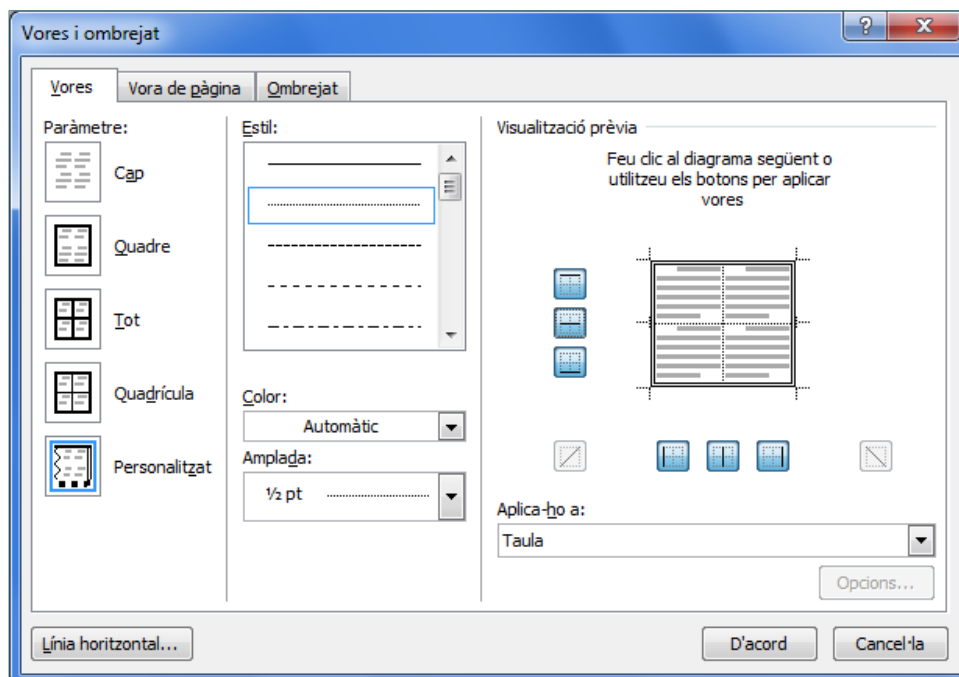 Vores i ombrejat
Vores
Vora de pàgina
Ombrejat
Paràmetre:
Cap
Quadre
Tot
Quadrícula
Personalitzat
Estil:
Color:
Automàtic
Amplada:
½ pt
Visualització prèvia
Feu clic al diagrama següent o
utilitzeu els botons per aplicar
vores
Aplica-ho a:
Taula
Opcions...
Línia horitzontal...
D'acord
Cancel·la